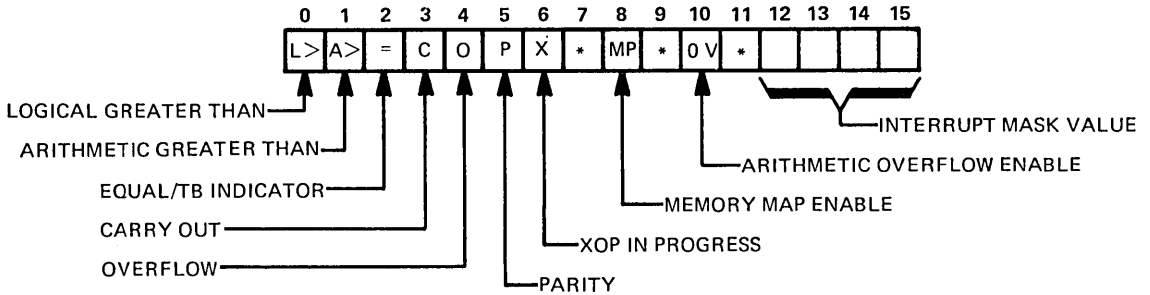 0 1 2 3 4 5 6 7 8 9 10 11 12 13 14 15
L> A> = C O P X * MP * 0V *
LOGICAL GREATER THAN
INTERRUPT MASK VALUE
ARITHMETIC GREATER THAN
ARITHMETIC OVERFLOW ENABLE
EQUAL/TB INDICATOR
MEMORY MAP ENABLE
CARRY OUT
XOP IN PROGRESS
OVERFLOW
PARITY